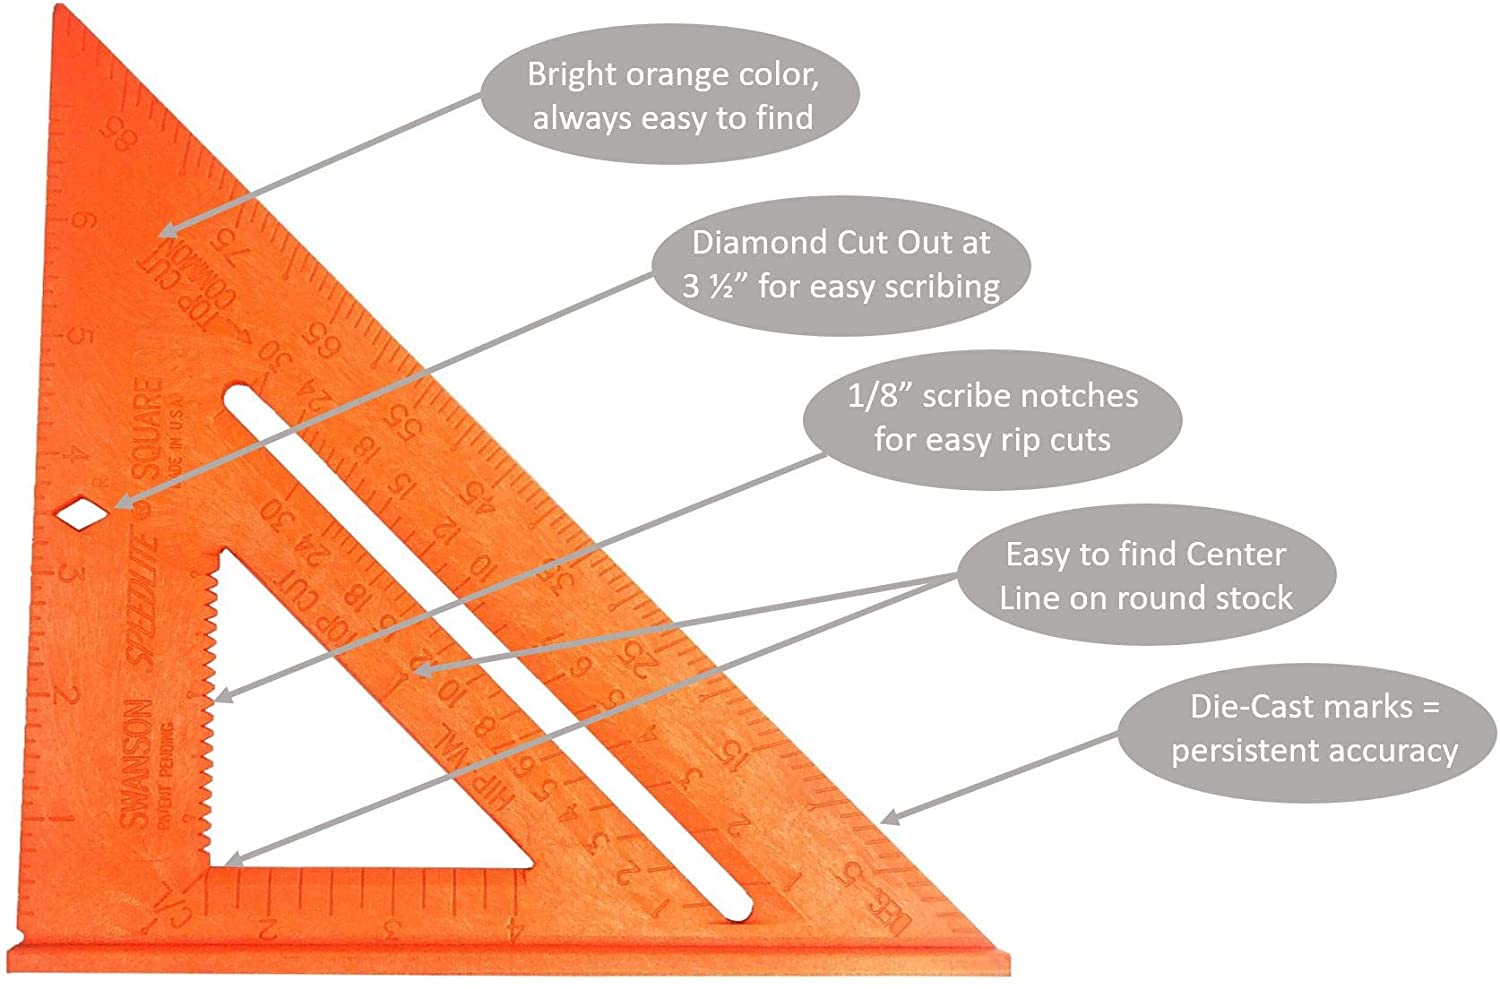 Bright orange color,
always easy to find
Diamond Cut Out at
3 ½” for easy scribing
1/8” scribe notches
for easy rip cuts
Easy to find Center
Line on round stock
Die-Cast marks =
persistent accuracy
SWANSON SPEEDLITE ® SQUARE
PATENT PENDING
MADE IN U.S.A.
6
5
4
3
2
1
85
75
65
55
45
35
25
15
DEG. 5
TOP CUT
COMMON
30
24
18
15
12
10
6
5
4
3
2
1
30
24
18
12
10
8
7
6
5
4
3
2
1
TOP CUT
HIP VAL
1
2
3
4